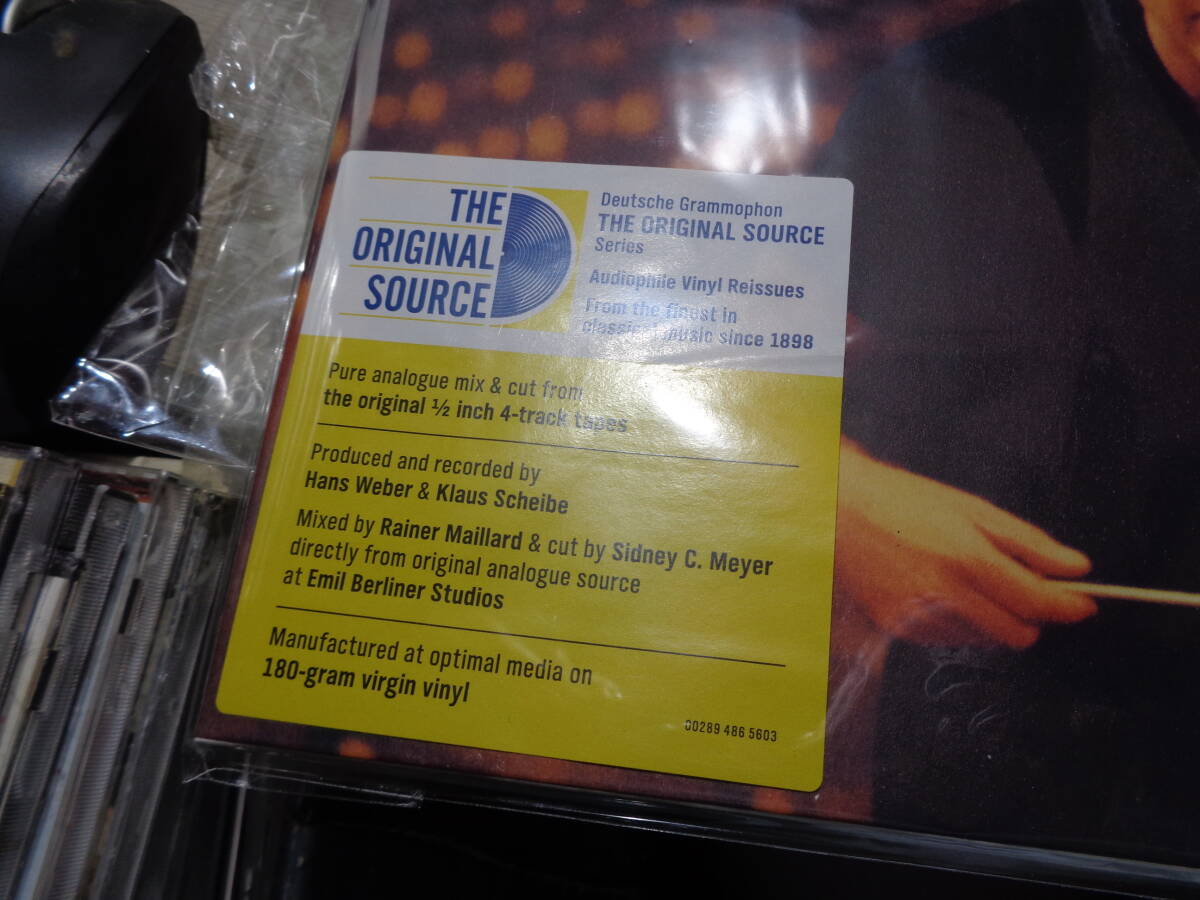 THE
ORIGINAL
SOURCE
Deutsche Grammophon
THE ORIGINAL SOURCE
Series
Audiophile Vinyl Reissues
From the finest in
classical music since 1898
Pure analogue mix & cut from
the original ½ inch 4-track tapes
Produced and recorded by
Hans Weber & Klaus Scheibe
Mixed by Rainer Maillard & cut by Sidney C. Meyer
directly from original analogue source
at Emil Berliner Studios
Manufactured at optimal media on
180-gram virgin vinyl
00289 486 5603